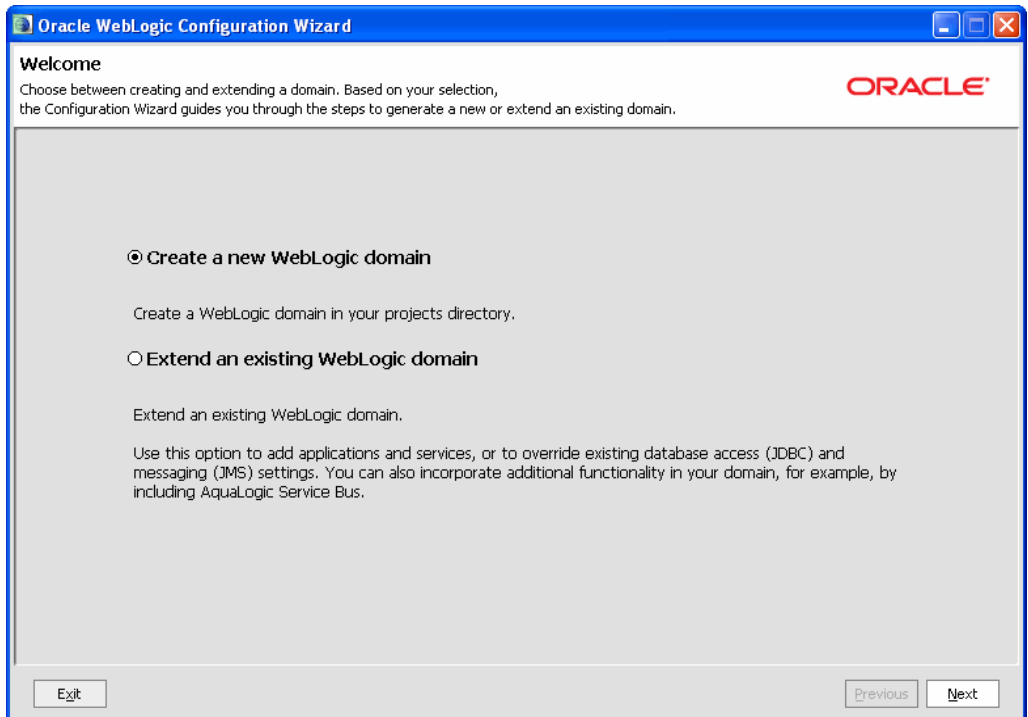 Oracle WebLogic Configuration Wizard
Welcome
Choose between creating and extending a domain. Based on your selection,
the Configuration Wizard guides you through the steps to generate a new or extend an existing domain.
ORACLE
Create a new WebLogic domain
Create a WebLogic domain in your projects directory.
Extend an existing WebLogic domain
Extend an existing WebLogic domain.
Use this option to add applications and services, or to override existing database access (JDBC) and
messaging (JMS) settings. You can also incorporate additional functionality in your domain, for example, by
including AquaLogic Service Bus.
Exit
Previous
Next